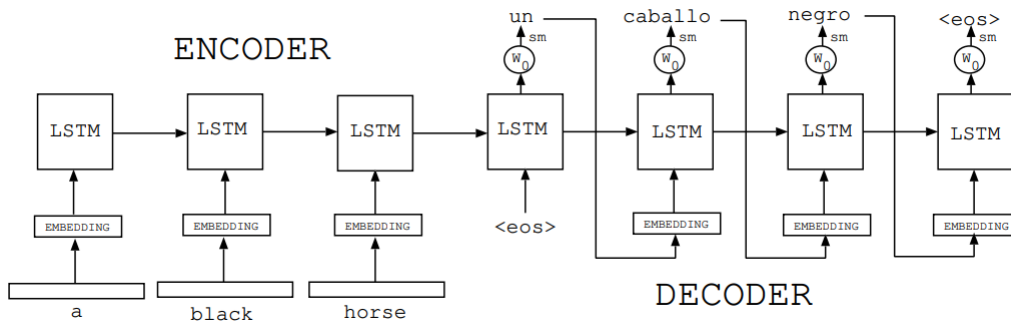 un caballo negro <eos>
sm sm sm sm
ENCODER
W0 W0 W0 W0
LSTM LSTM LSTM LSTM LSTM LSTM LSTM
EMBEDDING EMBEDDING EMBEDDING <eos> EMBEDDING EMBEDDING EMBEDDING
a black horse
DECODER